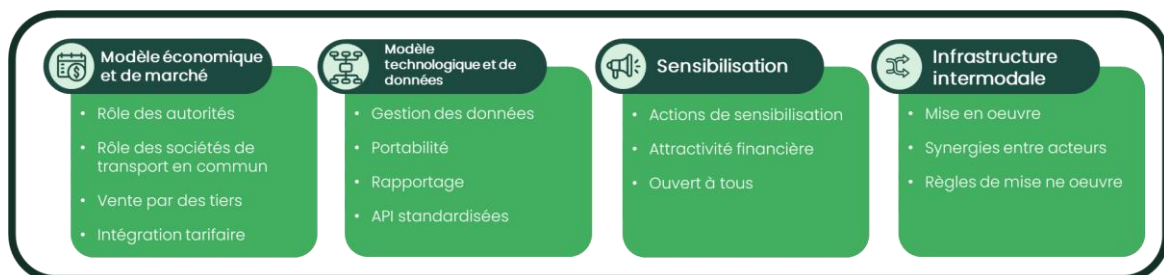 Modèle économique
et de marché
• Rôle des autorités
• Rôle des sociétés de
transport en commun
• Vente par des tiers
• Intégration tarifaire
Modèle
technologique et de
données
• Gestion des données
• Portabilité
• Rapportage
• API standardisées
Sensibilisation
• Actions de sensibilisation
• Attractivité financière
• Ouvert à tous
Infrastructure
intermodale
• Mise en oeuvre
• Synergies entre acteurs
• Règles de mise ne oeuvre